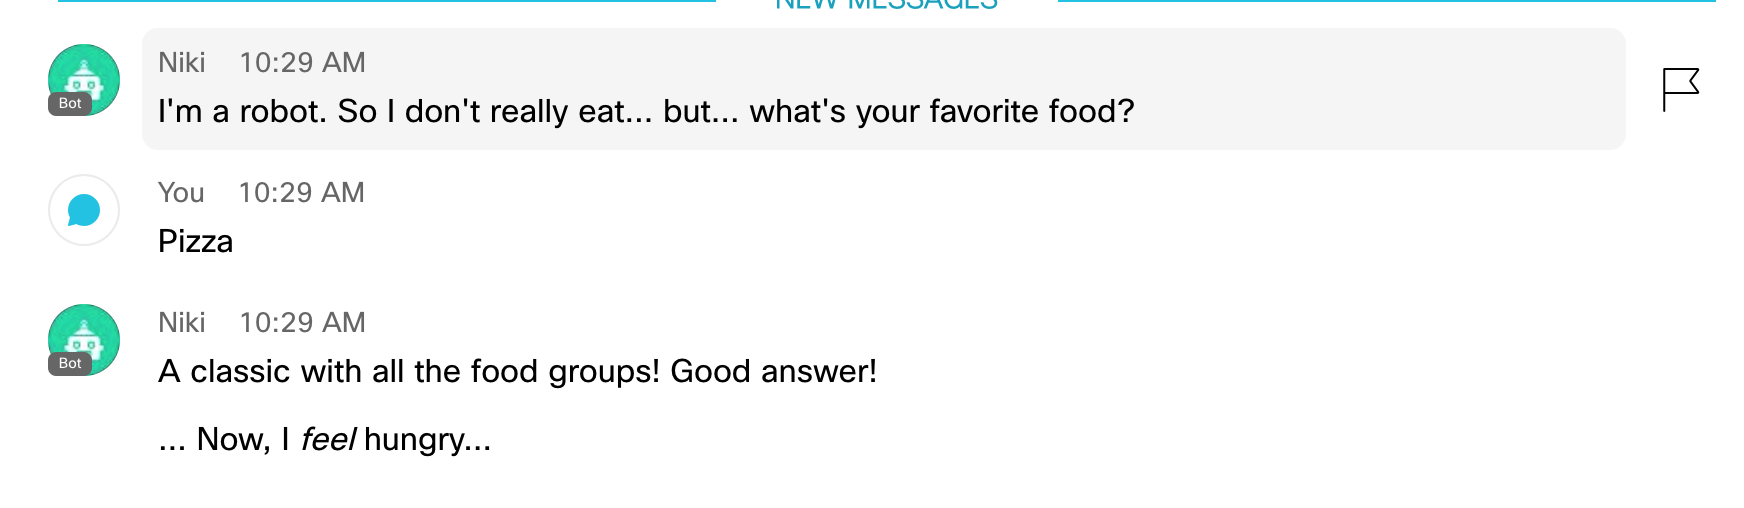 NEW MESSAGES
Niki 10:29 AM
I'm a robot. So I don't really eat... but... what's your favorite food?
Bot
You 10:29 AM
Pizza
Niki 10:29 AM
A classic with all the food groups! Good answer!
Bot
... Now, I feel hungry...